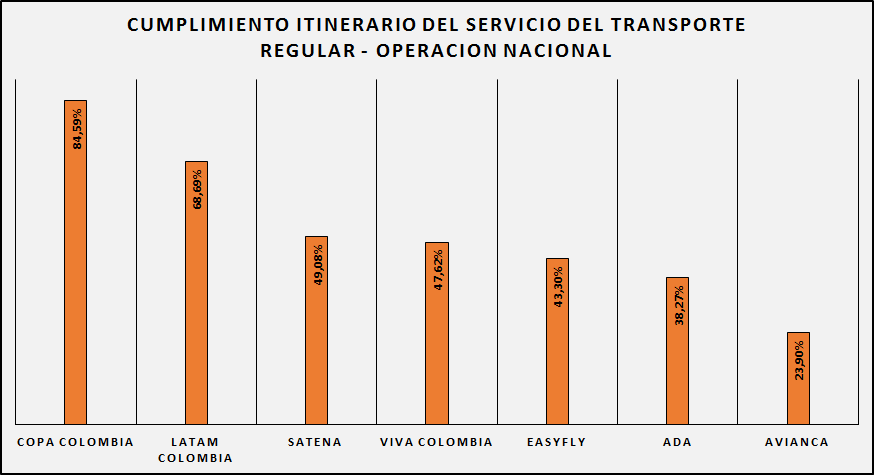 CUMPLIMIENTO ITINERARIO DEL SERVICIO DEL TRANSPORTE
REGULAR - OPERACION NACIONAL
84,59%
68,69%
49,08%
47,62%
43,30%
38,27%
23,90%
COPA COLOMBIA
LATAM
COLOMBIA
SATENA
VIVA COLOMBIA
EASYFLY
ADA
AVIANCA